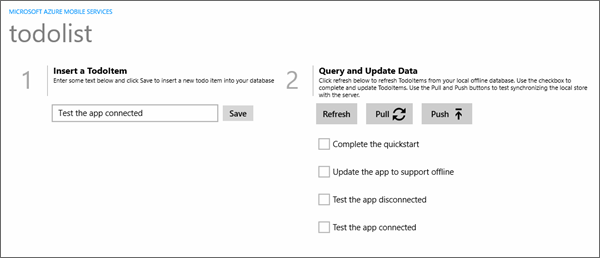 MICROSOFT AZURE MOBILE SERVICES
todolist
1
Insert a TodoItem
Enter some text below and click Save to insert a new todo item into your database
Test the app connected
Save
2
Query and Update Data
Click refresh below to refresh TodoItems from your local offline database. Use the checkbox
to complete and update TodoItems. Use the Pull and Push buttons to test synchronizing the local store
with the server.
Refresh
Pull
Push
Complete the quickstart
Update the app to support offline
Test the app disconnected
Test the app connected